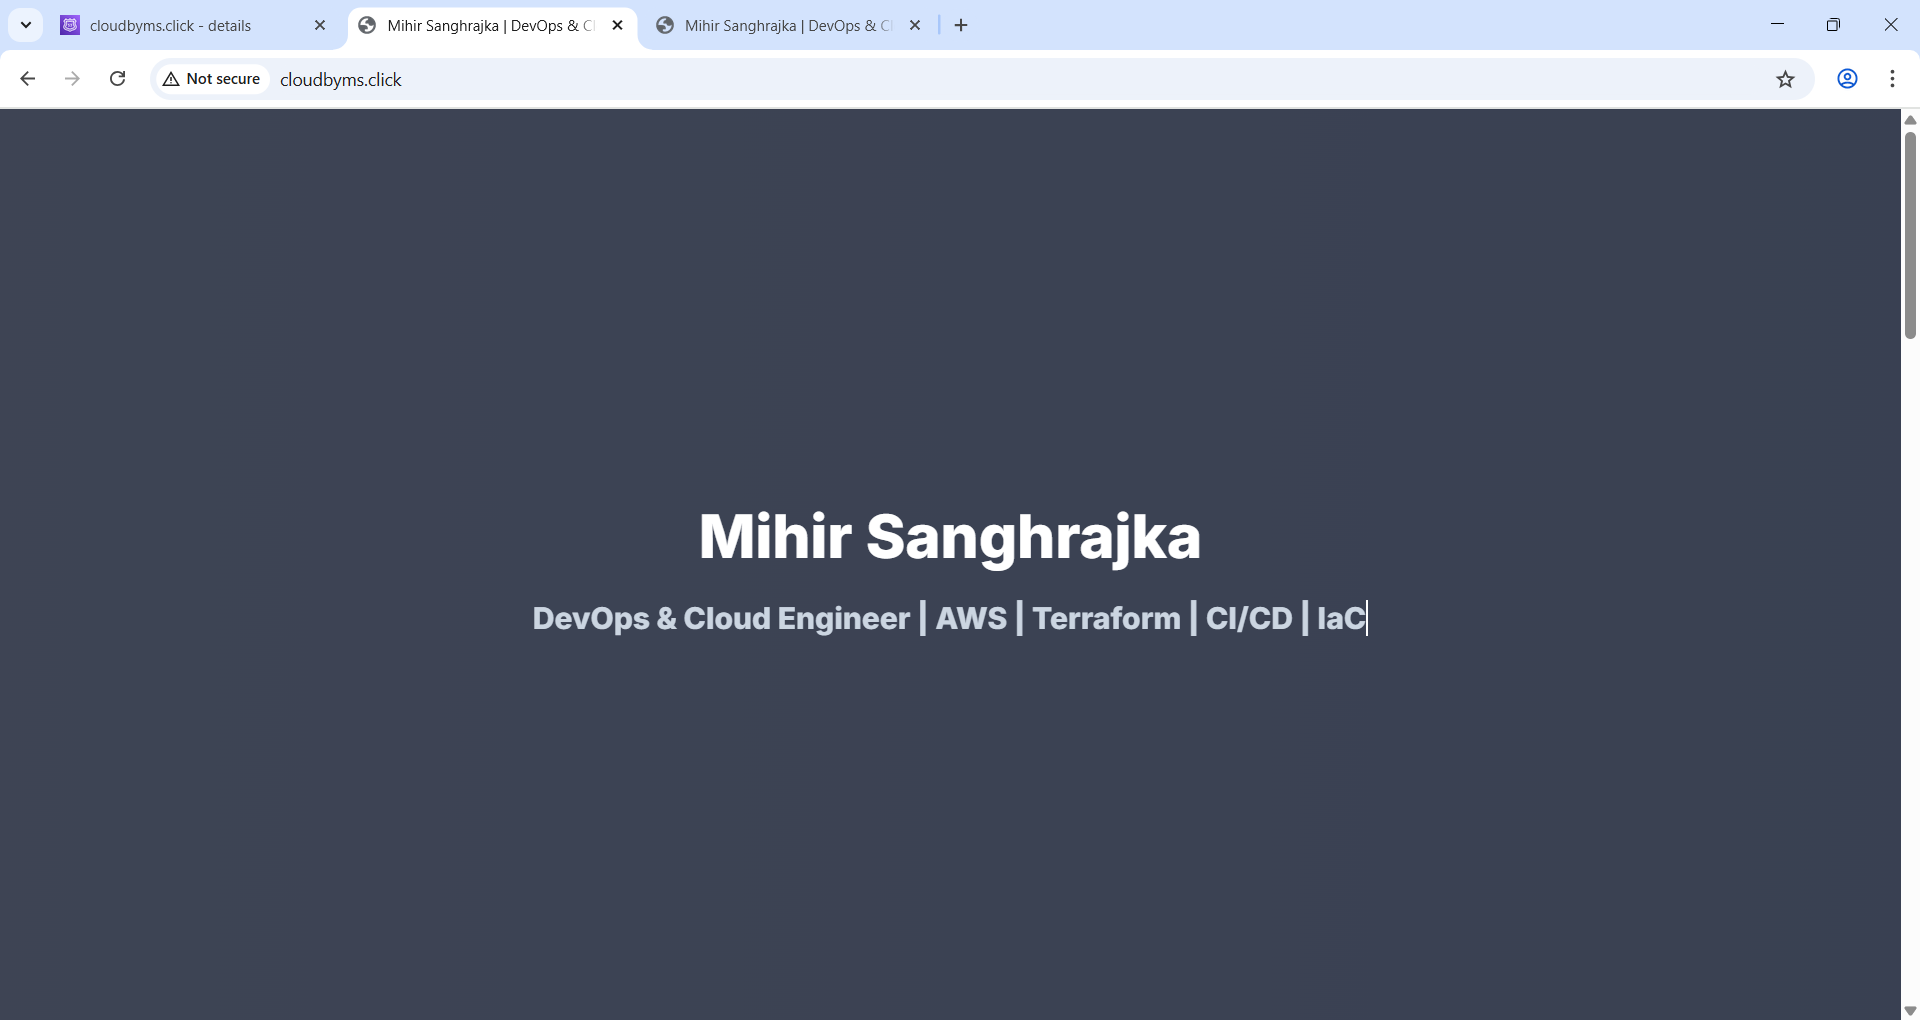 cloudbyms.click - details
Mihir Sanghrajka | DevOps & Cl
Mihir Sanghrajka | DevOps & Cl
Not secure
cloudbyms.click
Mihir Sanghrajka
DevOps & Cloud Engineer | AWS | Terraform | CI/CD | IaC